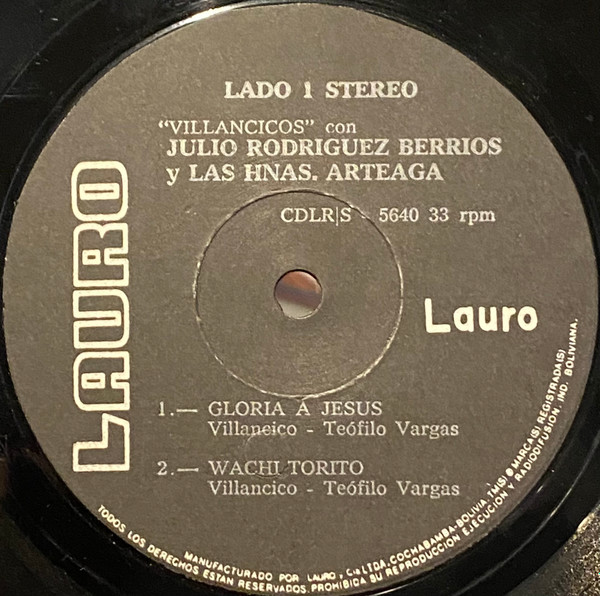 LADO 1 STEREO
"VILLANCICOS" con
JULIO RODRIGUEZ BERRIOS
y LAS HNAS. ARTEAGA
CDLR|S - 5640 33 rpm
LAURO
Lauro
1.— GLORIA A JESUS
Villancico - Teófilo Vargas
2.— WACHI TORITO
Villancico - Teófilo Vargas
MANUFACTURADO POR LAURO y Cía LTDA. COCHABAMBA-BOLIVIA. TM(S) ® MARCA(S) REGISTRADA(S)
TODOS LOS DERECHOS ESTAN RESERVADOS. PROHIBIDA SU REPRODUCCION EJECUCION Y RADIODIFUSION. IND. BOLIVIANA.